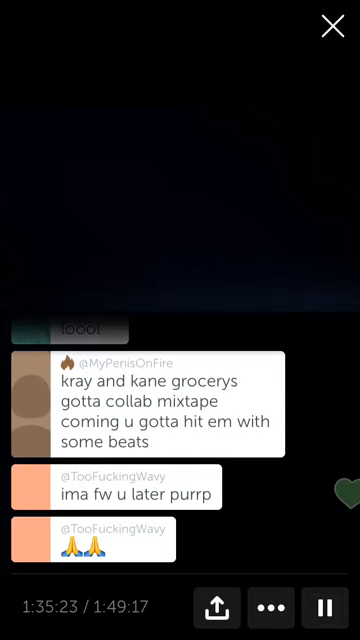 loool
@MyPenisOnFire
kray and kane grocerys
gotta collab mixtape
coming u gotta hit em with
some beats
@TooFuckingWavy
ima fw u later purrp
@TooFuckingWavy
🙏🙏
1:35:23 / 1:49:17